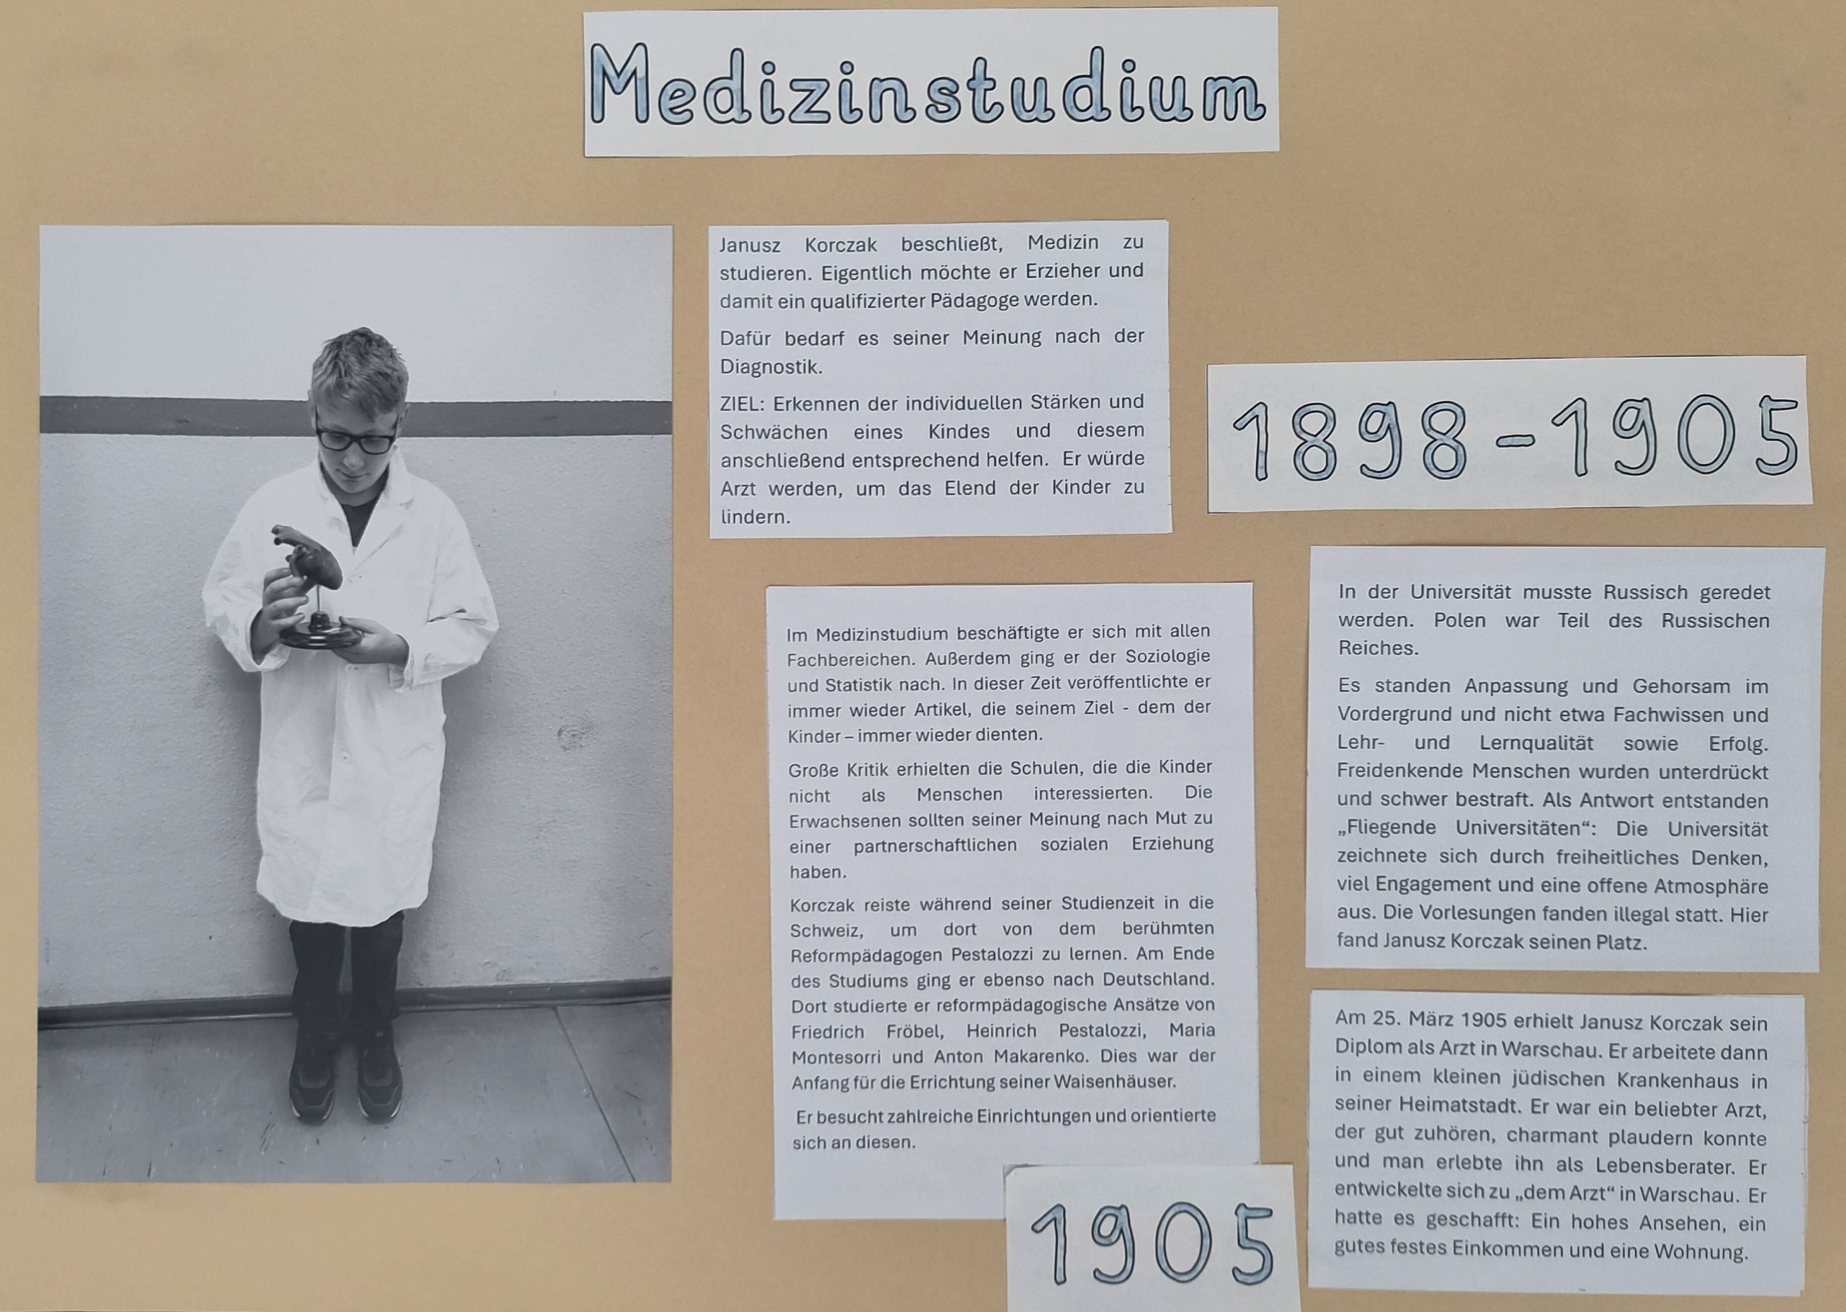 Medizinstudium
Janusz Korczak beschließt, Medizin zu
studieren. Eigentlich möchte er Erzieher und
damit ein qualifizierter Pädagoge werden.
Dafür bedarf es seiner Meinung nach der
Diagnostik.
ZIEL: Erkennen der individuellen Stärken und
Schwächen eines Kindes und diesem
anschließend entsprechend helfen. Er würde
Arzt werden, um das Elend der Kinder zu
lindern.
1898-1905
Im Medizinstudium beschäftigte er sich mit allen
Fachbereichen. Außerdem ging er der Soziologie
und Statistik nach. In dieser Zeit veröffentlichte er
immer wieder Artikel, die seinem Ziel - dem der
Kinder – immer wieder dienten.
Große Kritik erhielten die Schulen, die die Kinder
nicht als Menschen interessierten. Die
Erwachsenen sollten seiner Meinung nach Mut zu
einer partnerschaftlichen sozialen Erziehung
haben.
Korczak reiste während seiner Studienzeit in die
Schweiz, um dort von dem berühmten
Reformpädagogen Pestalozzi zu lernen. Am Ende
des Studiums ging er ebenso nach Deutschland.
Dort studierte er reformpädagogische Ansätze von
Friedrich Fröbel, Heinrich Pestalozzi, Maria
Montesorri und Anton Makarenko. Dies war der
Anfang für die Errichtung seiner Waisenhäuser.
Er besucht zahlreiche Einrichtungen und orientierte
sich an diesen.
In der Universität musste Russisch geredet
werden. Polen war Teil des Russischen
Reiches.
Es standen Anpassung und Gehorsam im
Vordergrund und nicht etwa Fachwissen und
Lehr- und Lernqualität sowie Erfolg.
Freidenkende Menschen wurden unterdrückt
und schwer bestraft. Als Antwort entstanden
„Fliegende Universitäten“: Die Universität
zeichnete sich durch freiheitliches Denken,
viel Engagement und eine offene Atmosphäre
aus. Die Vorlesungen fanden illegal statt. Hier
fand Janusz Korczak seinen Platz.
1905
Am 25. März 1905 erhielt Janusz Korczak sein
Diplom als Arzt in Warschau. Er arbeitete dann
in einem kleinen jüdischen Krankenhaus in
seiner Heimatstadt. Er war ein beliebter Arzt,
der gut zuhören, charmant plaudern konnte
und man erlebte ihn als Lebensberater. Er
entwickelte sich zu „dem Arzt“ in Warschau. Er
hatte es geschafft: Ein hohes Ansehen, ein
gutes festes Einkommen und eine Wohnung.